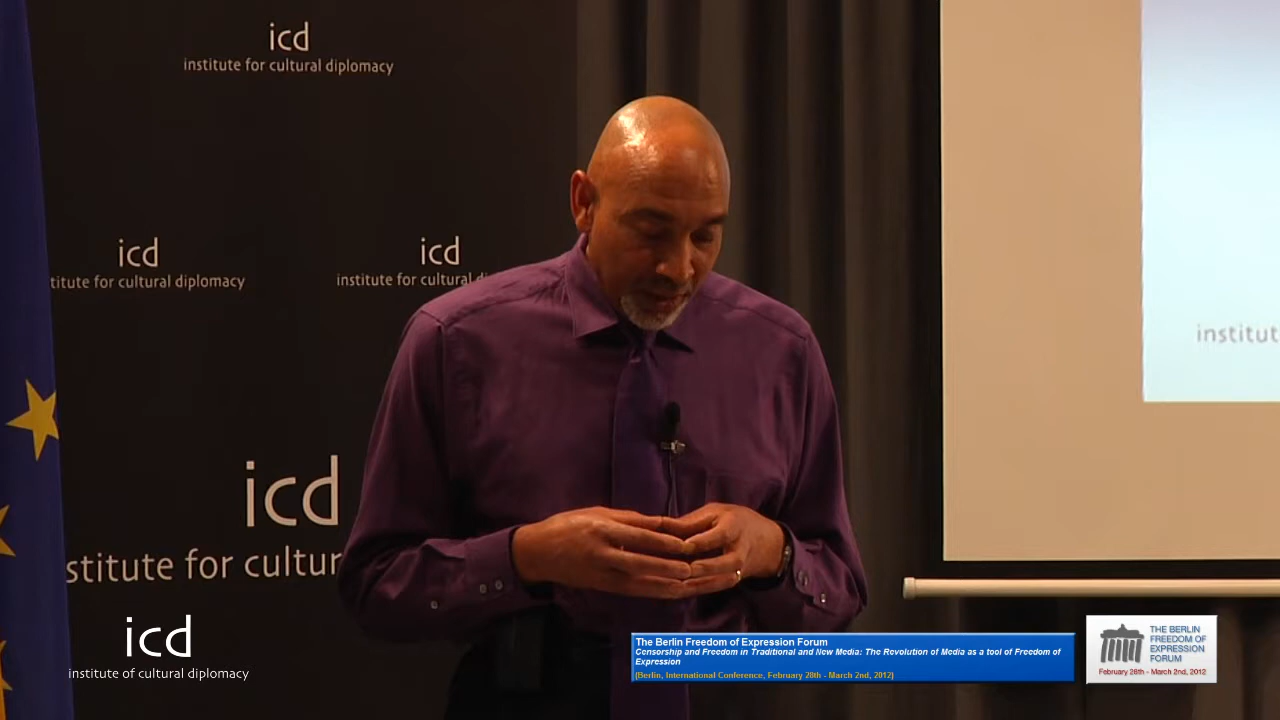 icd
institute for cultural diplomacy
icd
titute for cultural diplomacy
icd
institute for cultural di
icd
stitute for cultur
institut
icd
institute of cultural diplomacy
The Berlin Freedom of Expression Forum
Censorship and Freedom in Traditional and New Media: The Revolution of Media as a tool of Freedom of
Expression
(Berlin, International Conference, February 28th - March 2nd, 2012)
THE BERLIN
FREEDOM OF
EXPRESSION
FORUM
February 28th - March 2nd, 2012